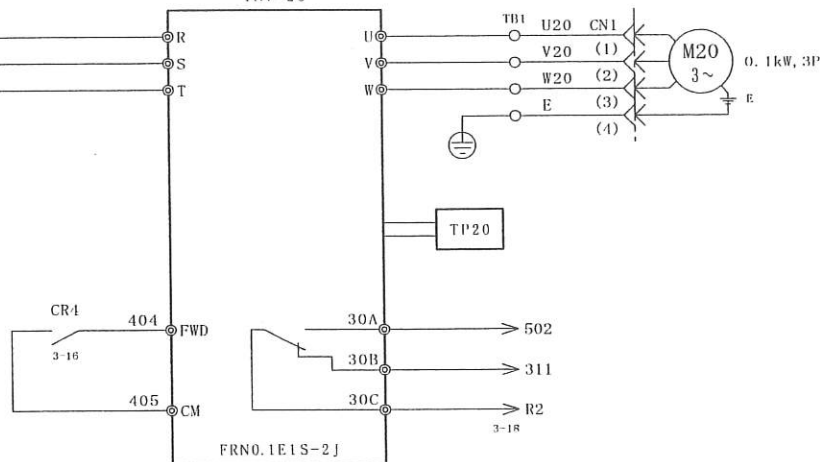 R
S
T
U
V
W
TB1
U20 CN1
V20 (1)
W20 (2)
E (3)
(4)
M20
3~
0.1kW, 3P
E
TP20
CR4
3-16
404
FWD
405
CM
30A
502
30B
311
30C
R2
3-18
FRN0.1E1S-2J